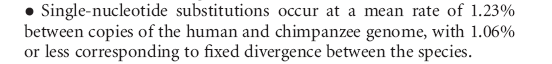 ● Single-nucleotide substitutions occur at a mean rate of 1.23%
between copies of the human and chimpanzee genome, with 1.06%
or less corresponding to fixed divergence between the species.